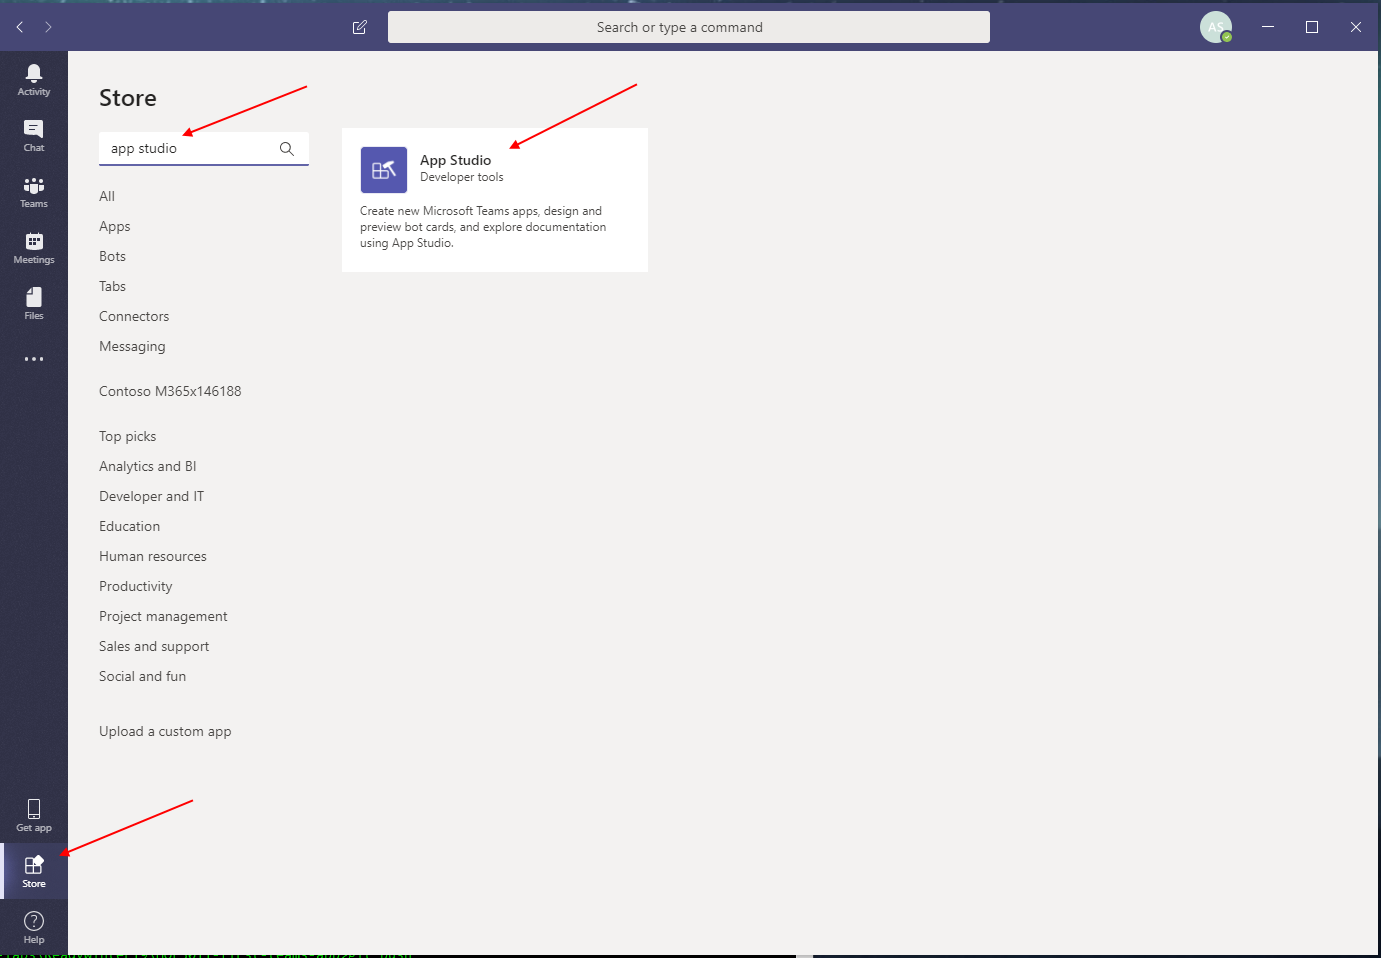 Search or type a command
AS
Activity
Chat
Teams
Meetings
Files
Get app
Store
Help
Store
app studio
All
Apps
Bots
Tabs
Connectors
Messaging
Contoso M365x146188
Top picks
Analytics and BI
Developer and IT
Education
Human resources
Productivity
Project management
Sales and support
Social and fun
Upload a custom app
App Studio
Developer tools
Create new Microsoft Teams apps, design and
preview bot cards, and explore documentation
using App Studio.